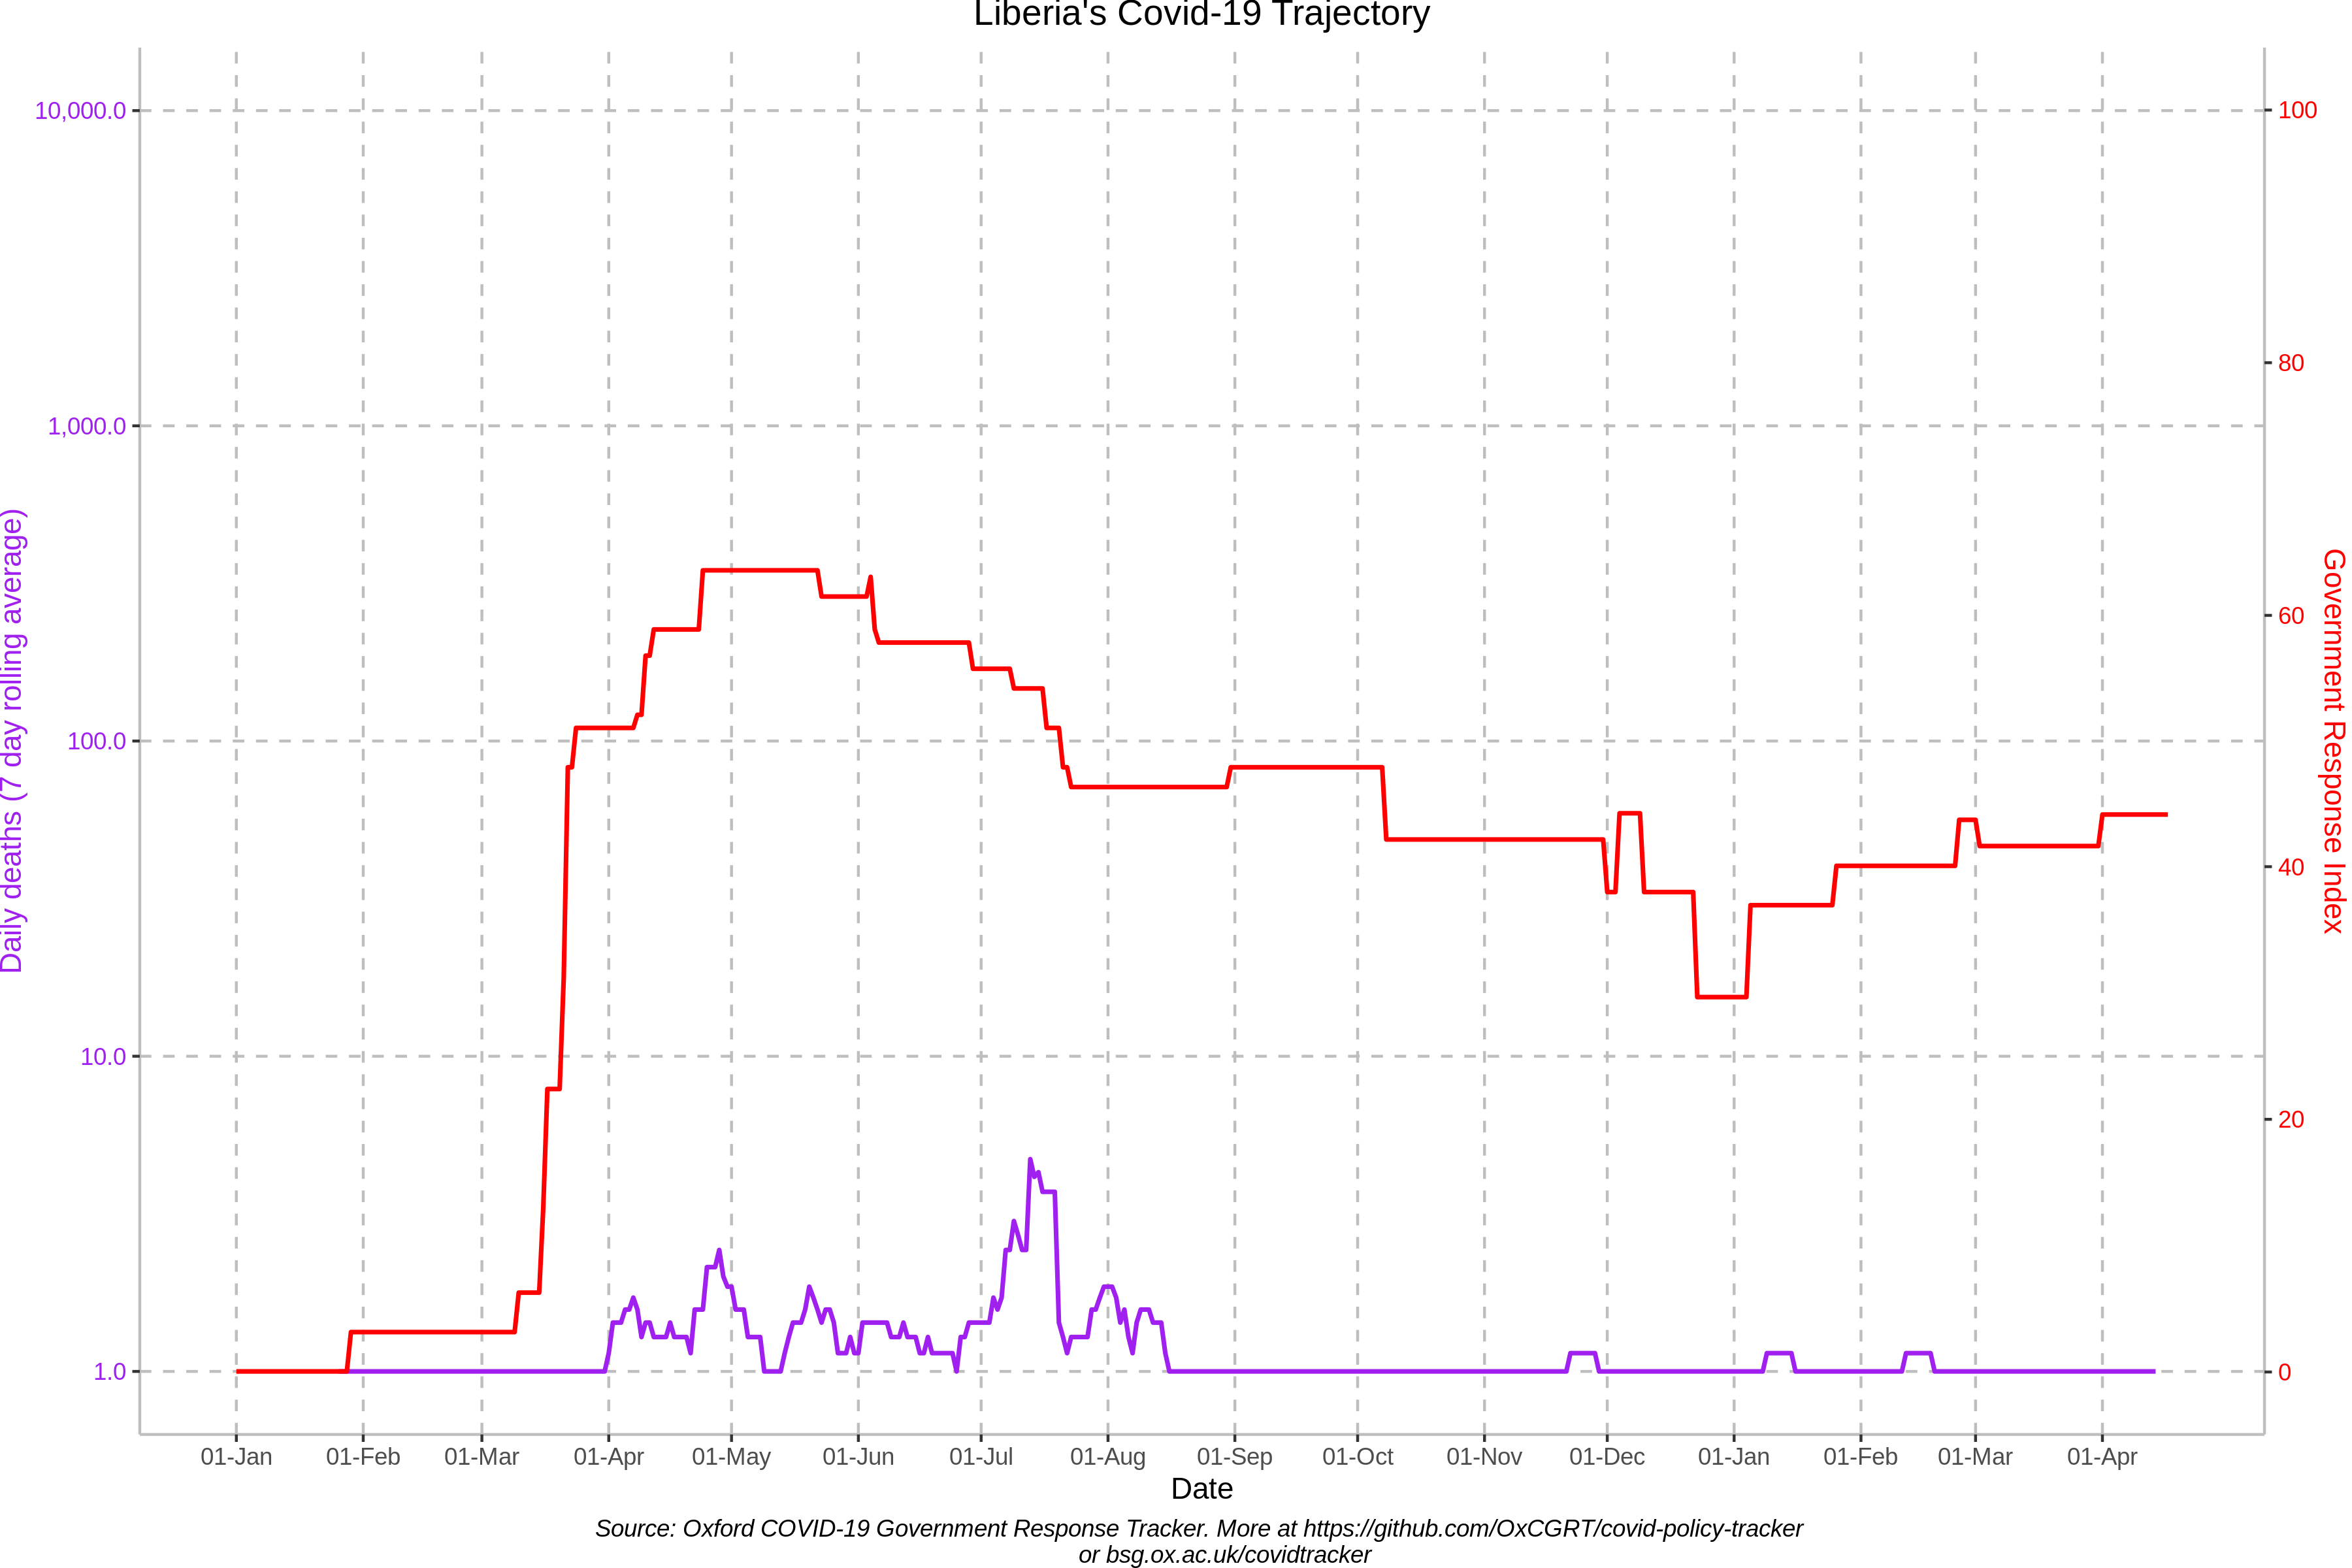 Liberia's Covid-19 Trajectory
10,000.0
1,000.0
100.0
10.0
1.0
Daily deaths (7 day rolling average)
100
80
60
40
20
0
Government Response Index
01-Jan 01-Feb 01-Mar 01-Apr 01-May 01-Jun 01-Jul 01-Aug 01-Sep 01-Oct 01-Nov 01-Dec 01-Jan 01-Feb 01-Mar 01-Apr
Date
Source: Oxford COVID-19 Government Response Tracker. More at https://github.com/OxCGRT/covid-policy-tracker
or bsg.ox.ac.uk/covidtracker